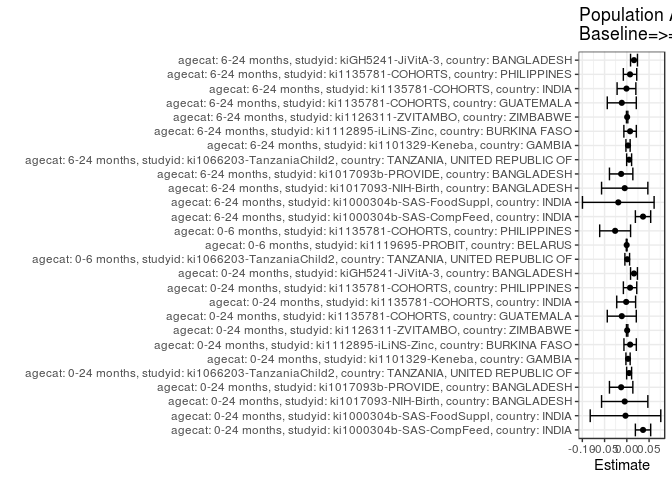 Population A
Baseline=>=
agecat: 6-24 months, studyid: kiGH5241-JiVitA-3, country: BANGLADESH
agecat: 6-24 months, studyid: ki1135781-COHORTS, country: PHILIPPINES
agecat: 6-24 months, studyid: ki1135781-COHORTS, country: INDIA
agecat: 6-24 months, studyid: ki1135781-COHORTS, country: GUATEMALA
agecat: 6-24 months, studyid: ki1126311-ZVITAMBO, country: ZIMBABWE
agecat: 6-24 months, studyid: ki1112895-iLiNS-Zinc, country: BURKINA FASO
agecat: 6-24 months, studyid: ki1101329-Keneba, country: GAMBIA
agecat: 6-24 months, studyid: ki1066203-TanzaniaChild2, country: TANZANIA, UNITED REPUBLIC OF
agecat: 6-24 months, studyid: ki1017093b-PROVIDE, country: BANGLADESH
agecat: 6-24 months, studyid: ki1017093-NIH-Birth, country: BANGLADESH
agecat: 6-24 months, studyid: ki1000304b-SAS-FoodSuppl, country: INDIA
agecat: 6-24 months, studyid: ki1000304b-SAS-CompFeed, country: INDIA
agecat: 0-6 months, studyid: ki1135781-COHORTS, country: PHILIPPINES
agecat: 0-6 months, studyid: ki1119695-PROBIT, country: BELARUS
agecat: 0-6 months, studyid: ki1066203-TanzaniaChild2, country: TANZANIA, UNITED REPUBLIC OF
agecat: 0-24 months, studyid: kiGH5241-JiVitA-3, country: BANGLADESH
agecat: 0-24 months, studyid: ki1135781-COHORTS, country: PHILIPPINES
agecat: 0-24 months, studyid: ki1135781-COHORTS, country: INDIA
agecat: 0-24 months, studyid: ki1135781-COHORTS, country: GUATEMALA
agecat: 0-24 months, studyid: ki1126311-ZVITAMBO, country: ZIMBABWE
agecat: 0-24 months, studyid: ki1112895-iLiNS-Zinc, country: BURKINA FASO
agecat: 0-24 months, studyid: ki1101329-Keneba, country: GAMBIA
agecat: 0-24 months, studyid: ki1066203-TanzaniaChild2, country: TANZANIA, UNITED REPUBLIC OF
agecat: 0-24 months, studyid: ki1017093b-PROVIDE, country: BANGLADESH
agecat: 0-24 months, studyid: ki1017093-NIH-Birth, country: BANGLADESH
agecat: 0-24 months, studyid: ki1000304b-SAS-FoodSuppl, country: INDIA
agecat: 0-24 months, studyid: ki1000304b-SAS-CompFeed, country: INDIA
-0.10 -0.05 0.00 0.05
Estimate